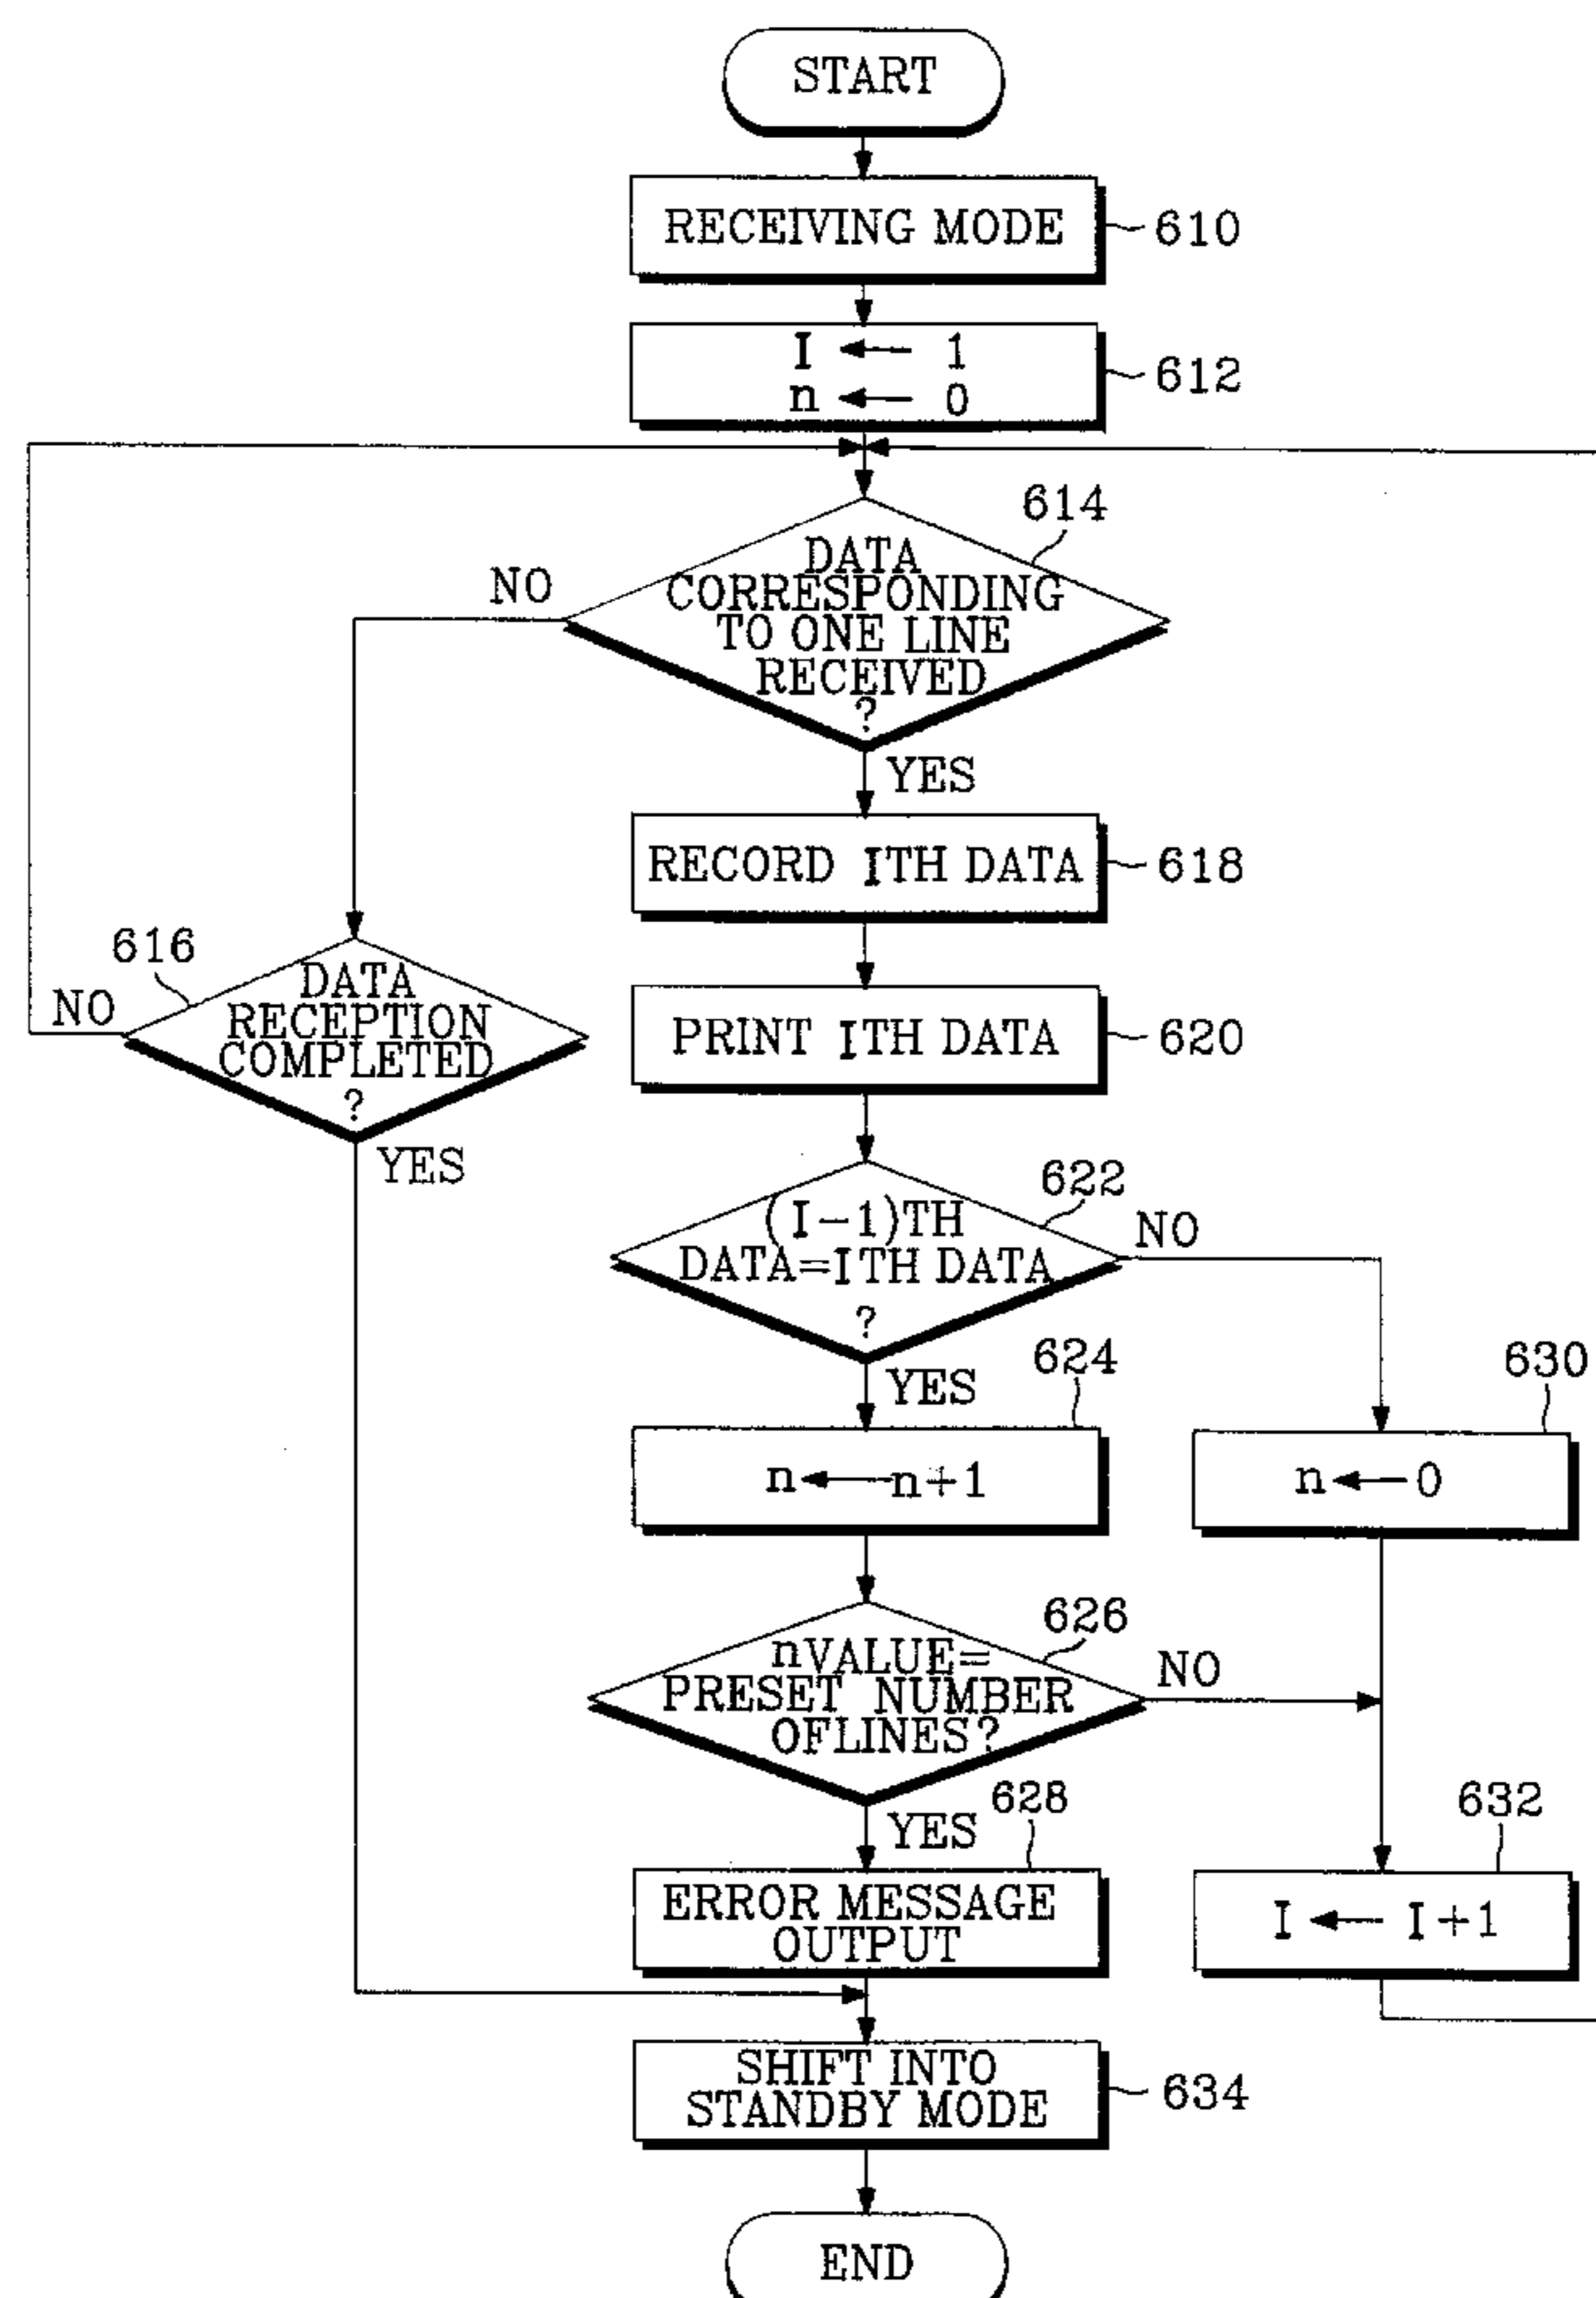 START
RECEIVING MODE
610
I ← 1
n ← 0
612
614
DATA
CORRESPONDING
TO ONE LINE
RECEIVED
?
NO
YES
RECORD ITH DATA
618
616
DATA
RECEPTION
COMPLETED
?
NO
YES
PRINT ITH DATA
620
622
(I-1)TH
DATA=ITH DATA
?
NO
YES
624
n ← n+1
630
n ← 0
626
nVALUE=
PRESET NUMBER
OFLINES?
NO
YES
628
ERROR MESSAGE
OUTPUT
632
I ← I+1
SHIFT INTO
STANDBY MODE
634
END